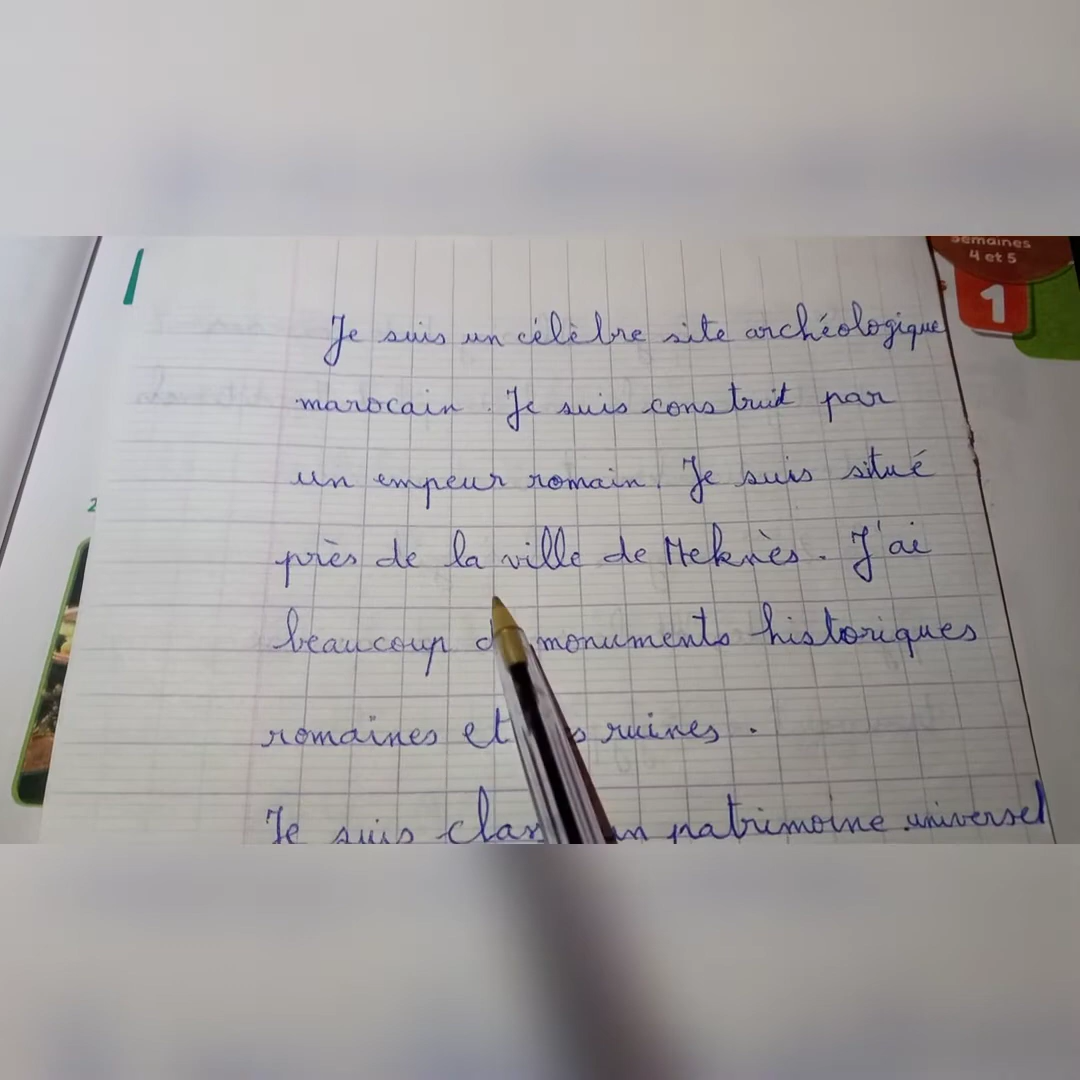 Semaines
4 et 5
1
Je suis un célèbre site archéologique
marocain. Je suis construit par
un empeur romain. Je suis situé
près de la ville de Meknès. J'ai
beaucoup monuments historiques
romaines et ruines.
Je suis patrimoine universel
2